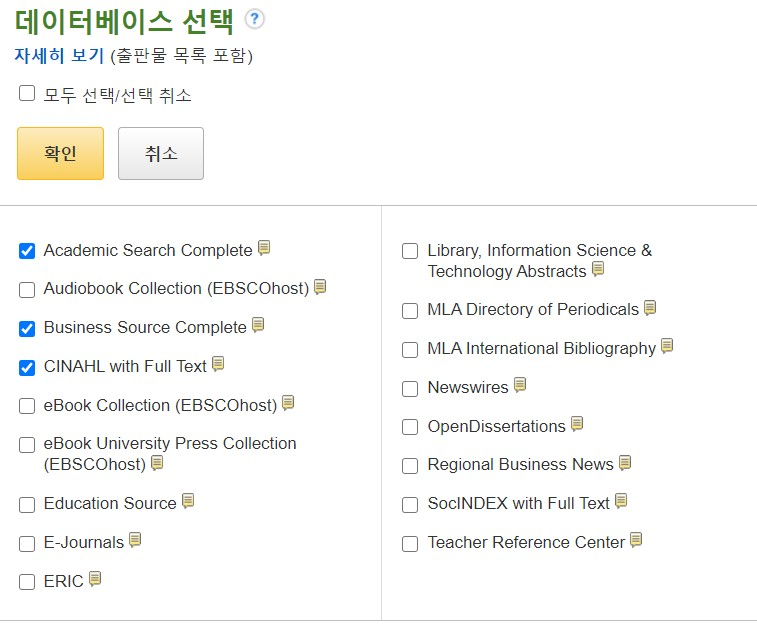 데이터베이스 선택 ?
자세히 보기 (출판물 목록 포함)
모두 선택/선택 취소
확인
취소
Academic Search Complete
Audiobook Collection (EBSCOhost)
Business Source Complete
CINAHL with Full Text
eBook Collection (EBSCOhost)
eBook University Press Collection
(EBSCOhost)
Education Source
E-Journals
ERIC
Library, Information Science &
Technology Abstracts
MLA Directory of Periodicals
MLA International Bibliography
Newswires
OpenDissertations
Regional Business News
SocINDEX with Full Text
Teacher Reference Center